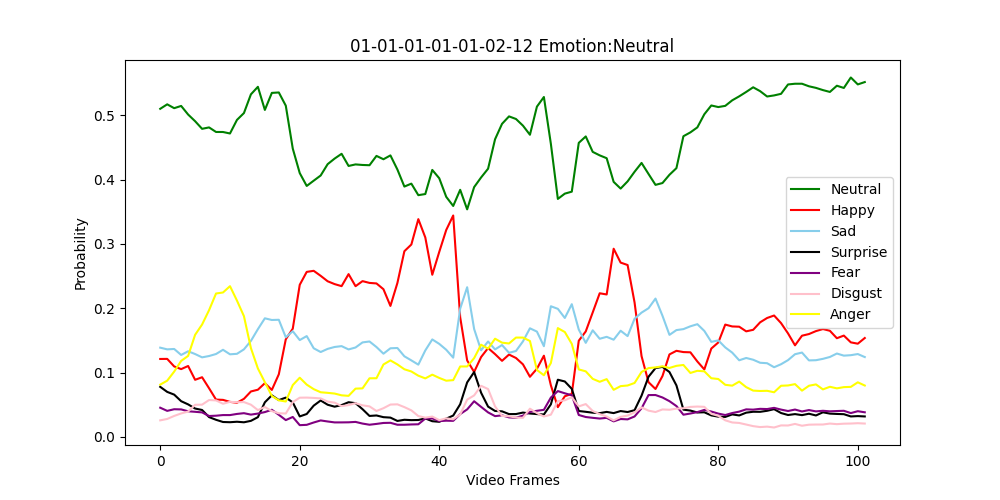 01-01-01-01-01-02-12 Emotion:Neutral
Probability
0.5
0.4
0.3
0.2
0.1
0.0
Neutral
Happy
Sad
Surprise
Fear
Disgust
Anger
0 20 40 60 80 100
Video Frames